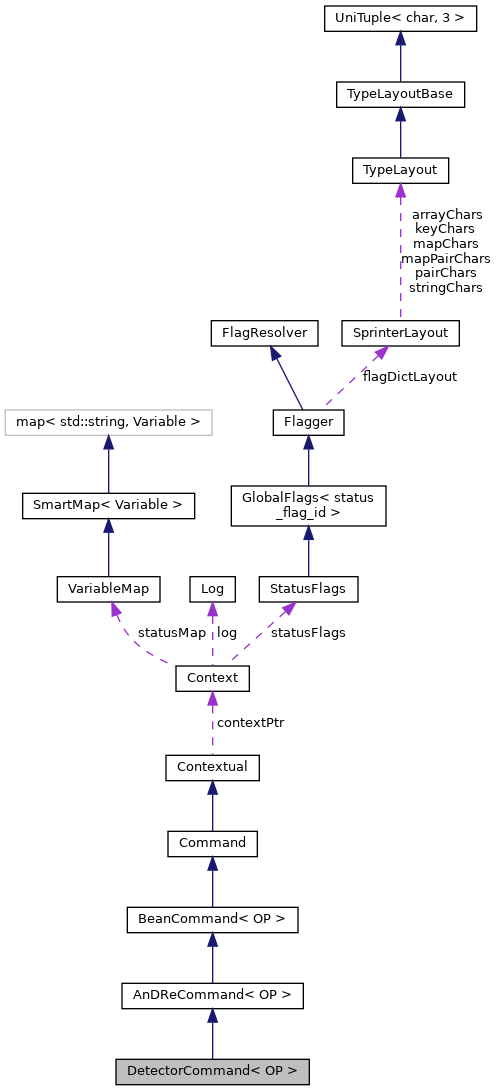 UniTuple< char, 3 >
TypeLayoutBase
TypeLayout
arrayChars
keyChars
mapChars
mapPairChars
pairChars
stringChars
FlagResolver
SprinterLayout
flagDictLayout
map< std::string, Variable >
Flagger
SmartMap< Variable >
GlobalFlags< status
_flag_id >
VariableMap
Log
StatusFlags
statusMap
log
statusFlags
Context
contextPtr
Contextual
Command
BeanCommand< OP >
AnDReCommand< OP >
DetectorCommand< OP >